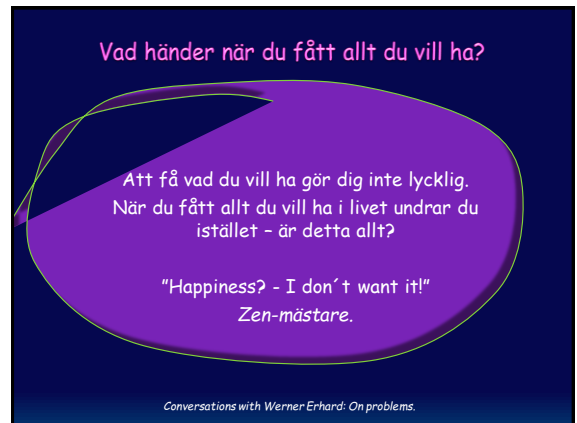 Vad händer när du fått allt du vill ha?
Att få vad du vill ha gör dig inte lycklig.
När du fått allt du vill ha i livet undrar du
istället – är detta allt?
”Happiness? - I don´t want it!”
Zen-mästare.
Conversations with Werner Erhard: On problems.